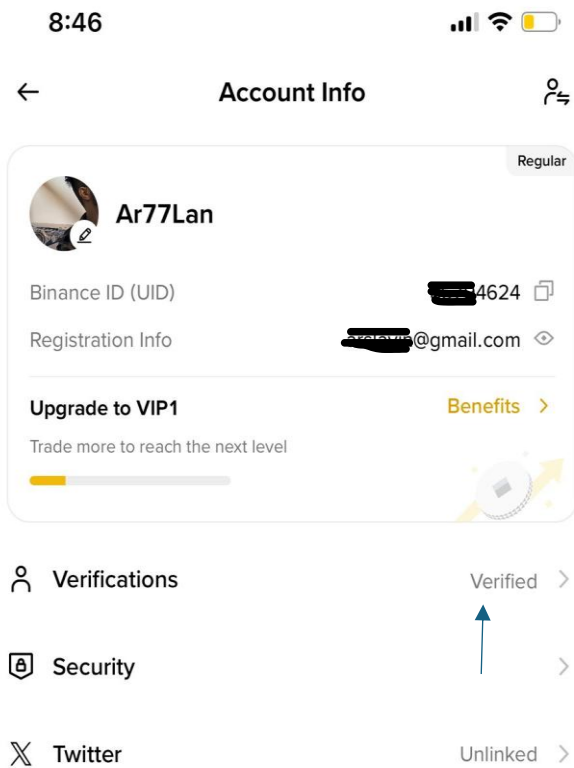 8:46
Account Info
Regular
Ar77Lan
Binance ID (UID) 4624
Registration Info @gmail.com
Upgrade to VIP1 Benefits
Trade more to reach the next level
Verifications Verified
Security
Twitter Unlinked